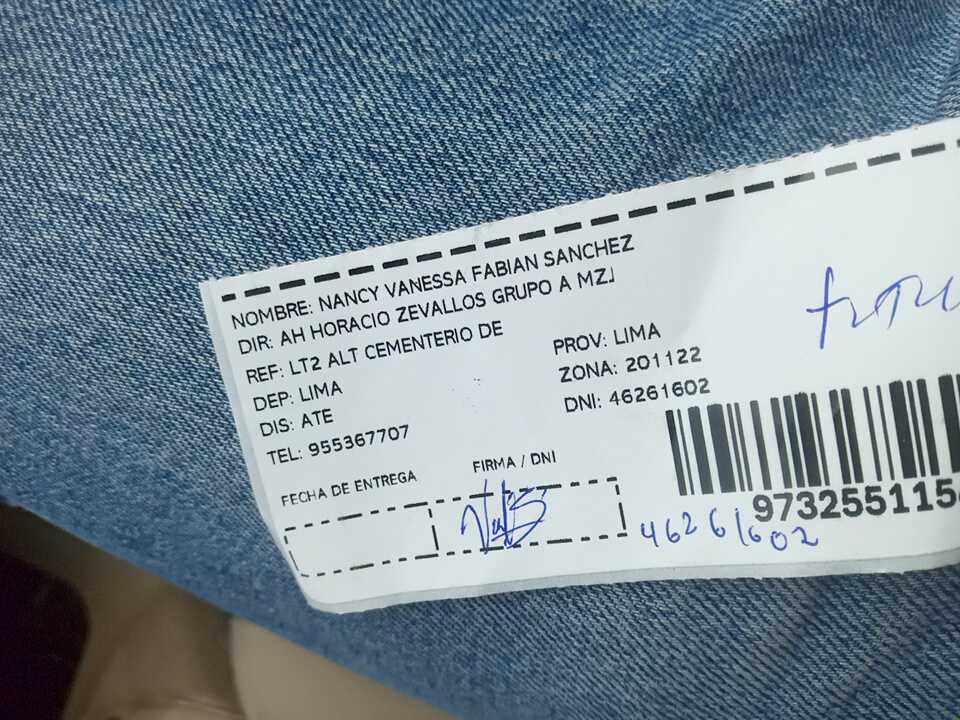 NOMBRE: NANCY VANESSA FABIAN SANCHEZ
DIR: AH HORACIO ZEVALLOS GRUPO A MZJ
REF: LT2 ALT CEMENTERIO DE
DEP: LIMA
PROV: LIMA
DIS: ATE
ZONA: 201122
TEL: 955367707
DNI: 46261602
FECHA DE ENTREGA
FIRMA / DNI
9732551154
46261602